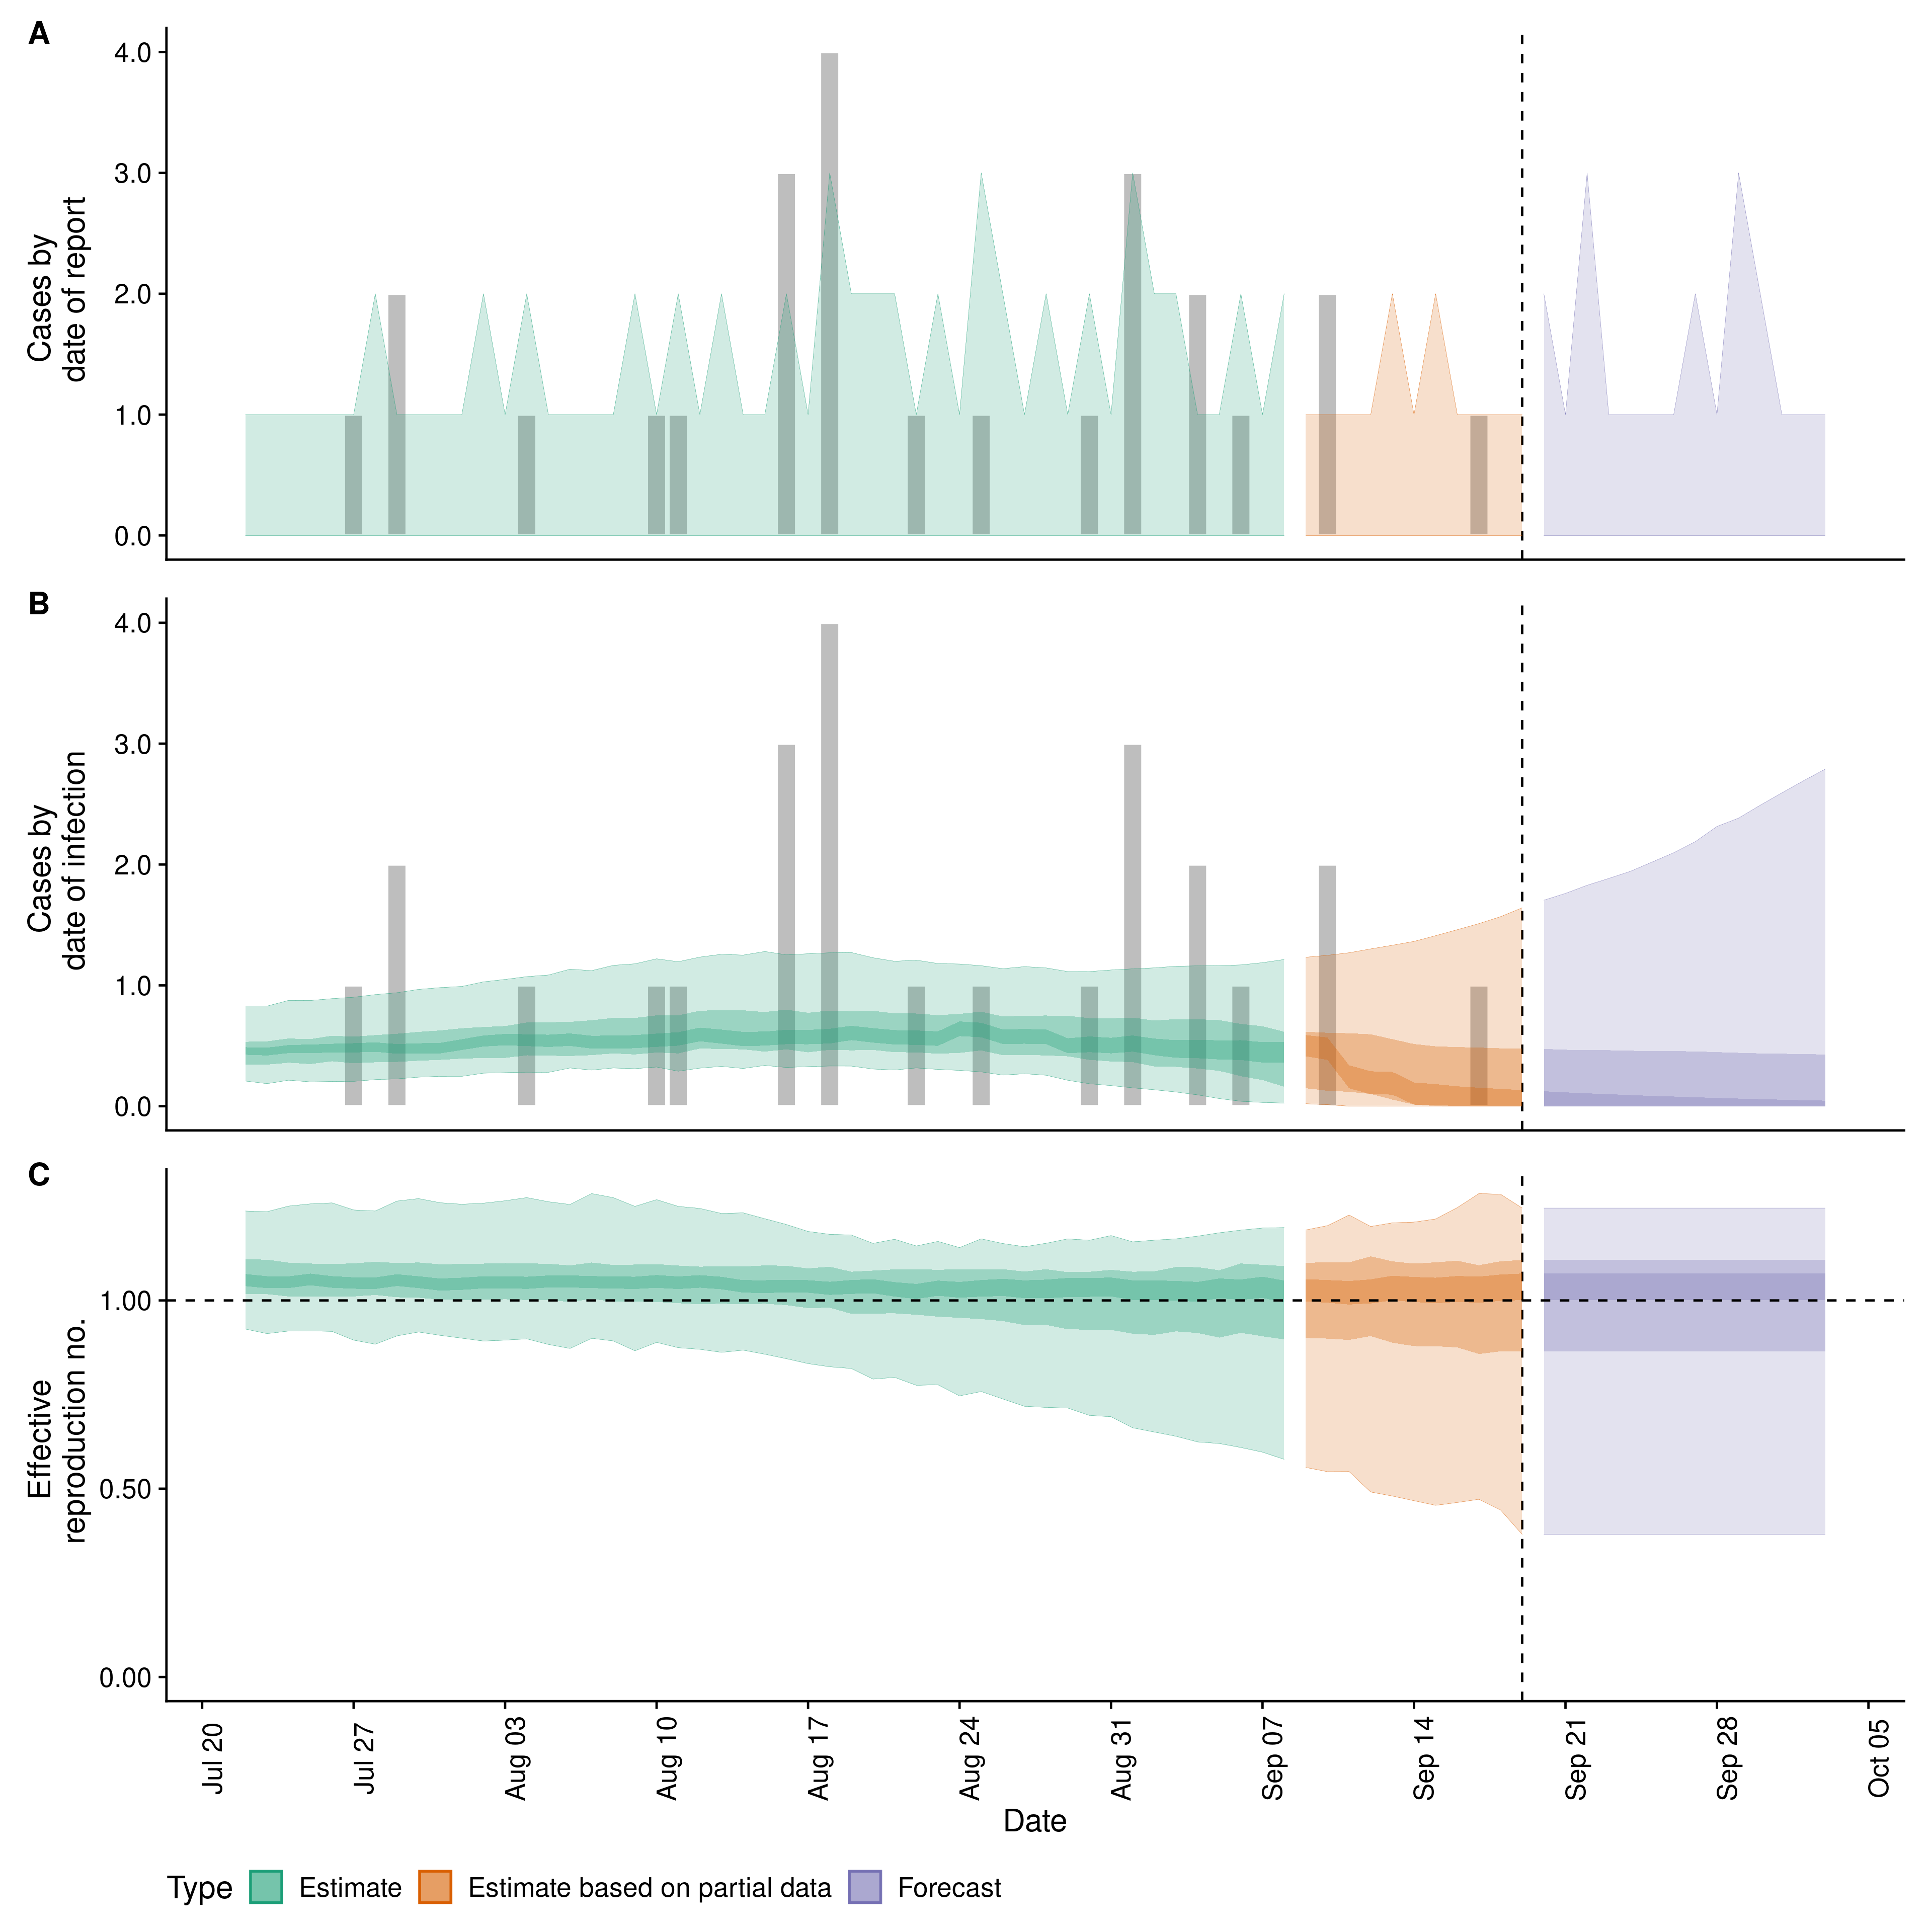 A
4.0
3.0
2.0
1.0
0.0
Cases by
date of report
B
4.0
3.0
2.0
1.0
0.0
Cases by
date of infection
C
1.00
0.50
0.00
Effective
reproduction no.
Jul 20
Jul 27
Aug 03
Aug 10
Aug 17
Aug 24
Aug 31
Sep 07
Sep 14
Sep 21
Sep 28
Oct 05
Date
Type Estimate Estimate based on partial data Forecast